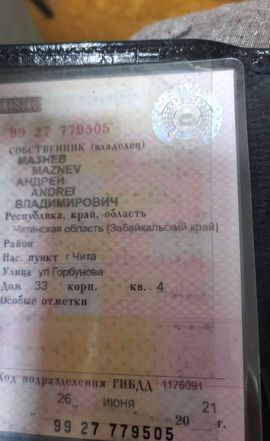 99 27 779505
СОБСТВЕННИК (владелец)
МАЗНЕВ
MAZNEV
АНДРЕЙ
ANDREI
ВЛАДИМИРОВИЧ
Республика, край, область
Читинская область (Забайкальский край)
Район
Нас. пункт г Чита
Улица ул Горбунова
Дом 33 корп. кв. 4
Особые отметки
Код подразделения ГИБДД 1176091
"26" ИЮНЯ 20 21 г.
99 27 779505